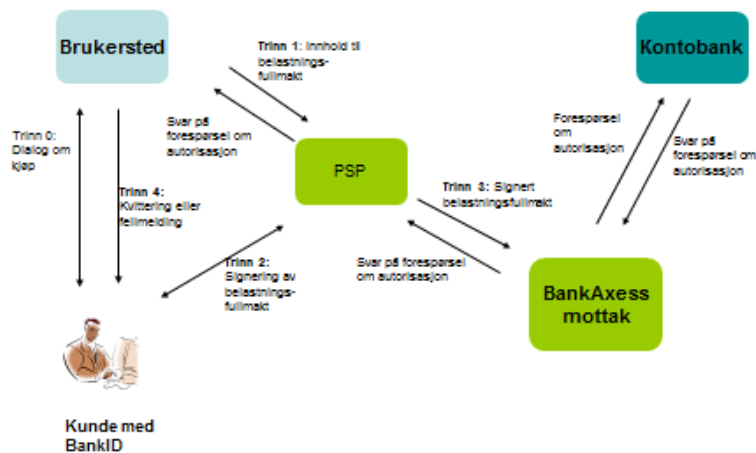 Brukersted
Trinn 1: Innhold til
belastnings-
fullmakt
Kontobank
Trinn 0:
Dialog om
kjøp
Svar på
forespørsel om
autorisasjon
PSP
Forespørsel
om
autorisasjon
Svar på
forespørsel om
autorisasjon
Trinn 4:
Kvittering eller
feilmelding
Trinn 3: Signert
belastningsfullmakt
Trinn 2:
Signering av
belastnings-
fullmakt
Svar på forespørsel
om autorisasjon
BankAxess
mottak
Kunde med
BankID